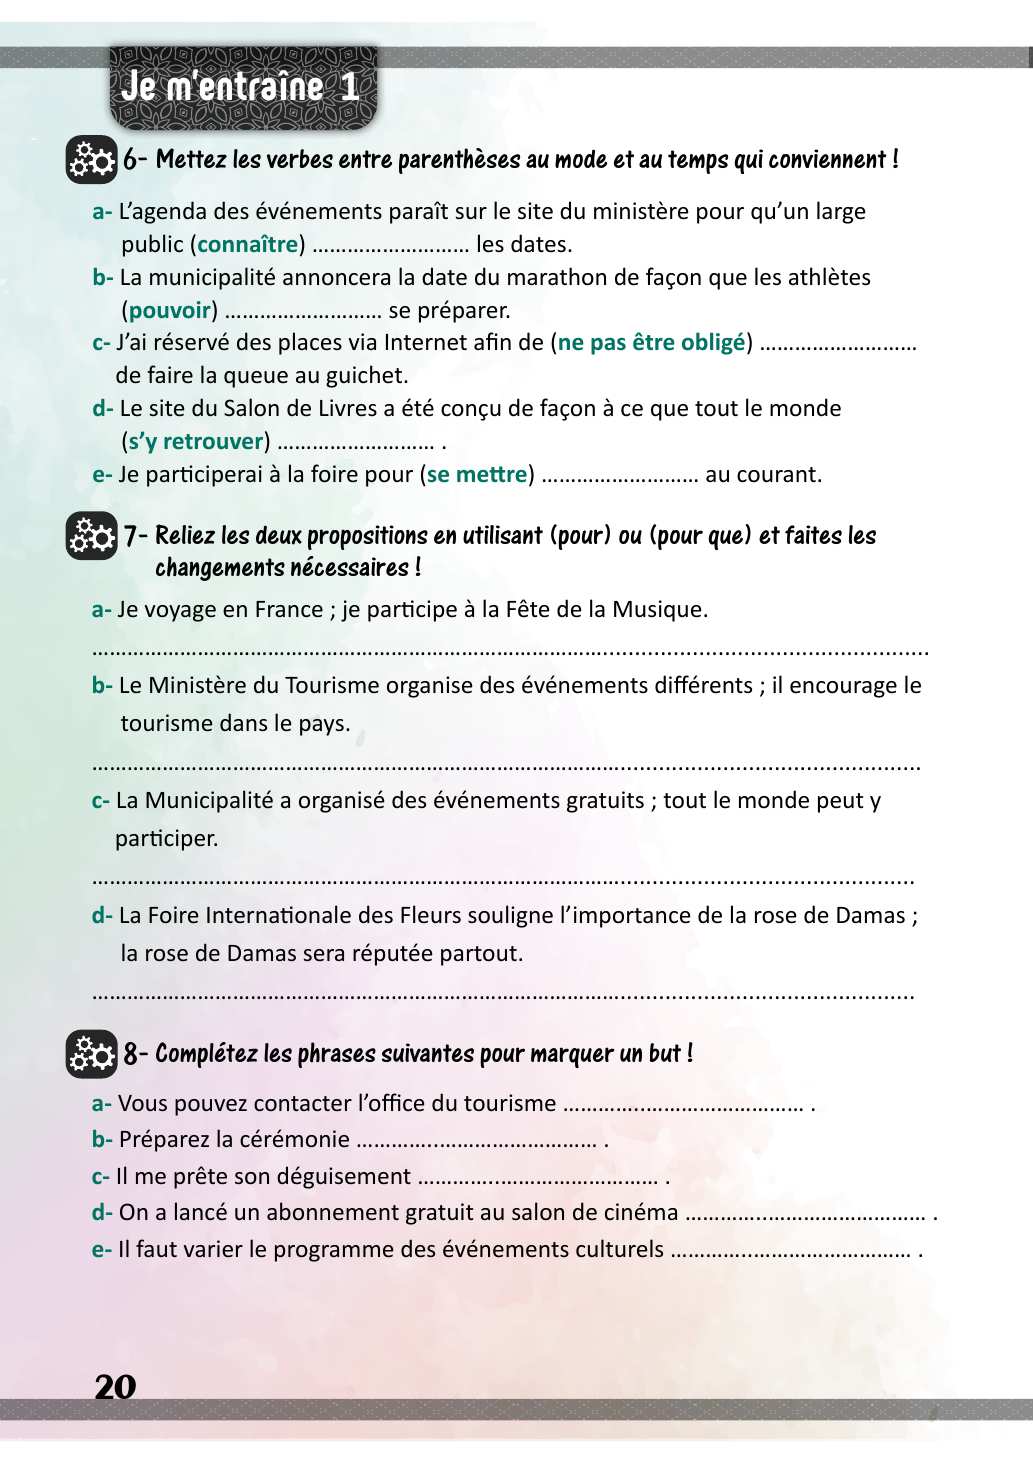 Je m'entraîne 1
6- Mettez les verbes entre parenthèses au mode et au temps qui conviennent !
a- L’agenda des événements paraît sur le site du ministère pour qu’un large
public (connaître) ……………………… les dates.
b- La municipalité annoncera la date du marathon de façon que les athlètes
(pouvoir) ……………………… se préparer.
c- J’ai réservé des places via Internet afin de (ne pas être obligé) ………………………
de faire la queue au guichet.
d- Le site du Salon de Livres a été conçu de façon à ce que tout le monde
(s’y retrouver) ……………………… .
e- Je participerai à la foire pour (se mettre) ……………………… au courant.
7- Reliez les deux propositions en utilisant (pour) ou (pour que) et faites les
changements nécessaires !
a- Je voyage en France ; je participe à la Fête de la Musique.
………………………………………………………………………………………………………………………………
b- Le Ministère du Tourisme organise des événements différents ; il encourage le
tourisme dans le pays.
………………………………………………………………………………………………………………………………
c- La Municipalité a organisé des événements gratuits ; tout le monde peut y
participer.
………………………………………………………………………………………………………………………………
d- La Foire Internationale des Fleurs souligne l’importance de la rose de Damas ;
la rose de Damas sera réputée partout.
………………………………………………………………………………………………………………………………
8- Complétez les phrases suivantes pour marquer un but !
a- Vous pouvez contacter l’office du tourisme …………………………………… .
b- Préparez la cérémonie …………………………………… .
c- Il me prête son déguisement …………………………………… .
d- On a lancé un abonnement gratuit au salon de cinéma …………………………………… .
e- Il faut varier le programme des événements culturels …………………………………… .
20